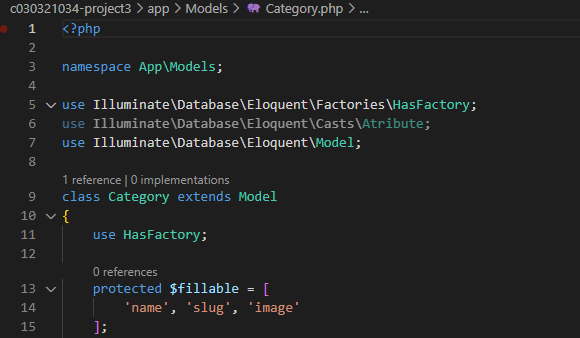 c030321034-project3 > app > Models > Category.php > ...
1 <?php
2
3 namespace App\Models;
4
5 use Illuminate\Database\Eloquent\Factories\HasFactory;
6 use Illuminate\Database\Eloquent\Casts\Atribute;
7 use Illuminate\Database\Eloquent\Model;
8
1 reference | 0 implementations
9 class Category extends Model
10 {
11 use HasFactory;
12
0 references
13 protected $fillable = [
14 'name', 'slug', 'image'
15 ];